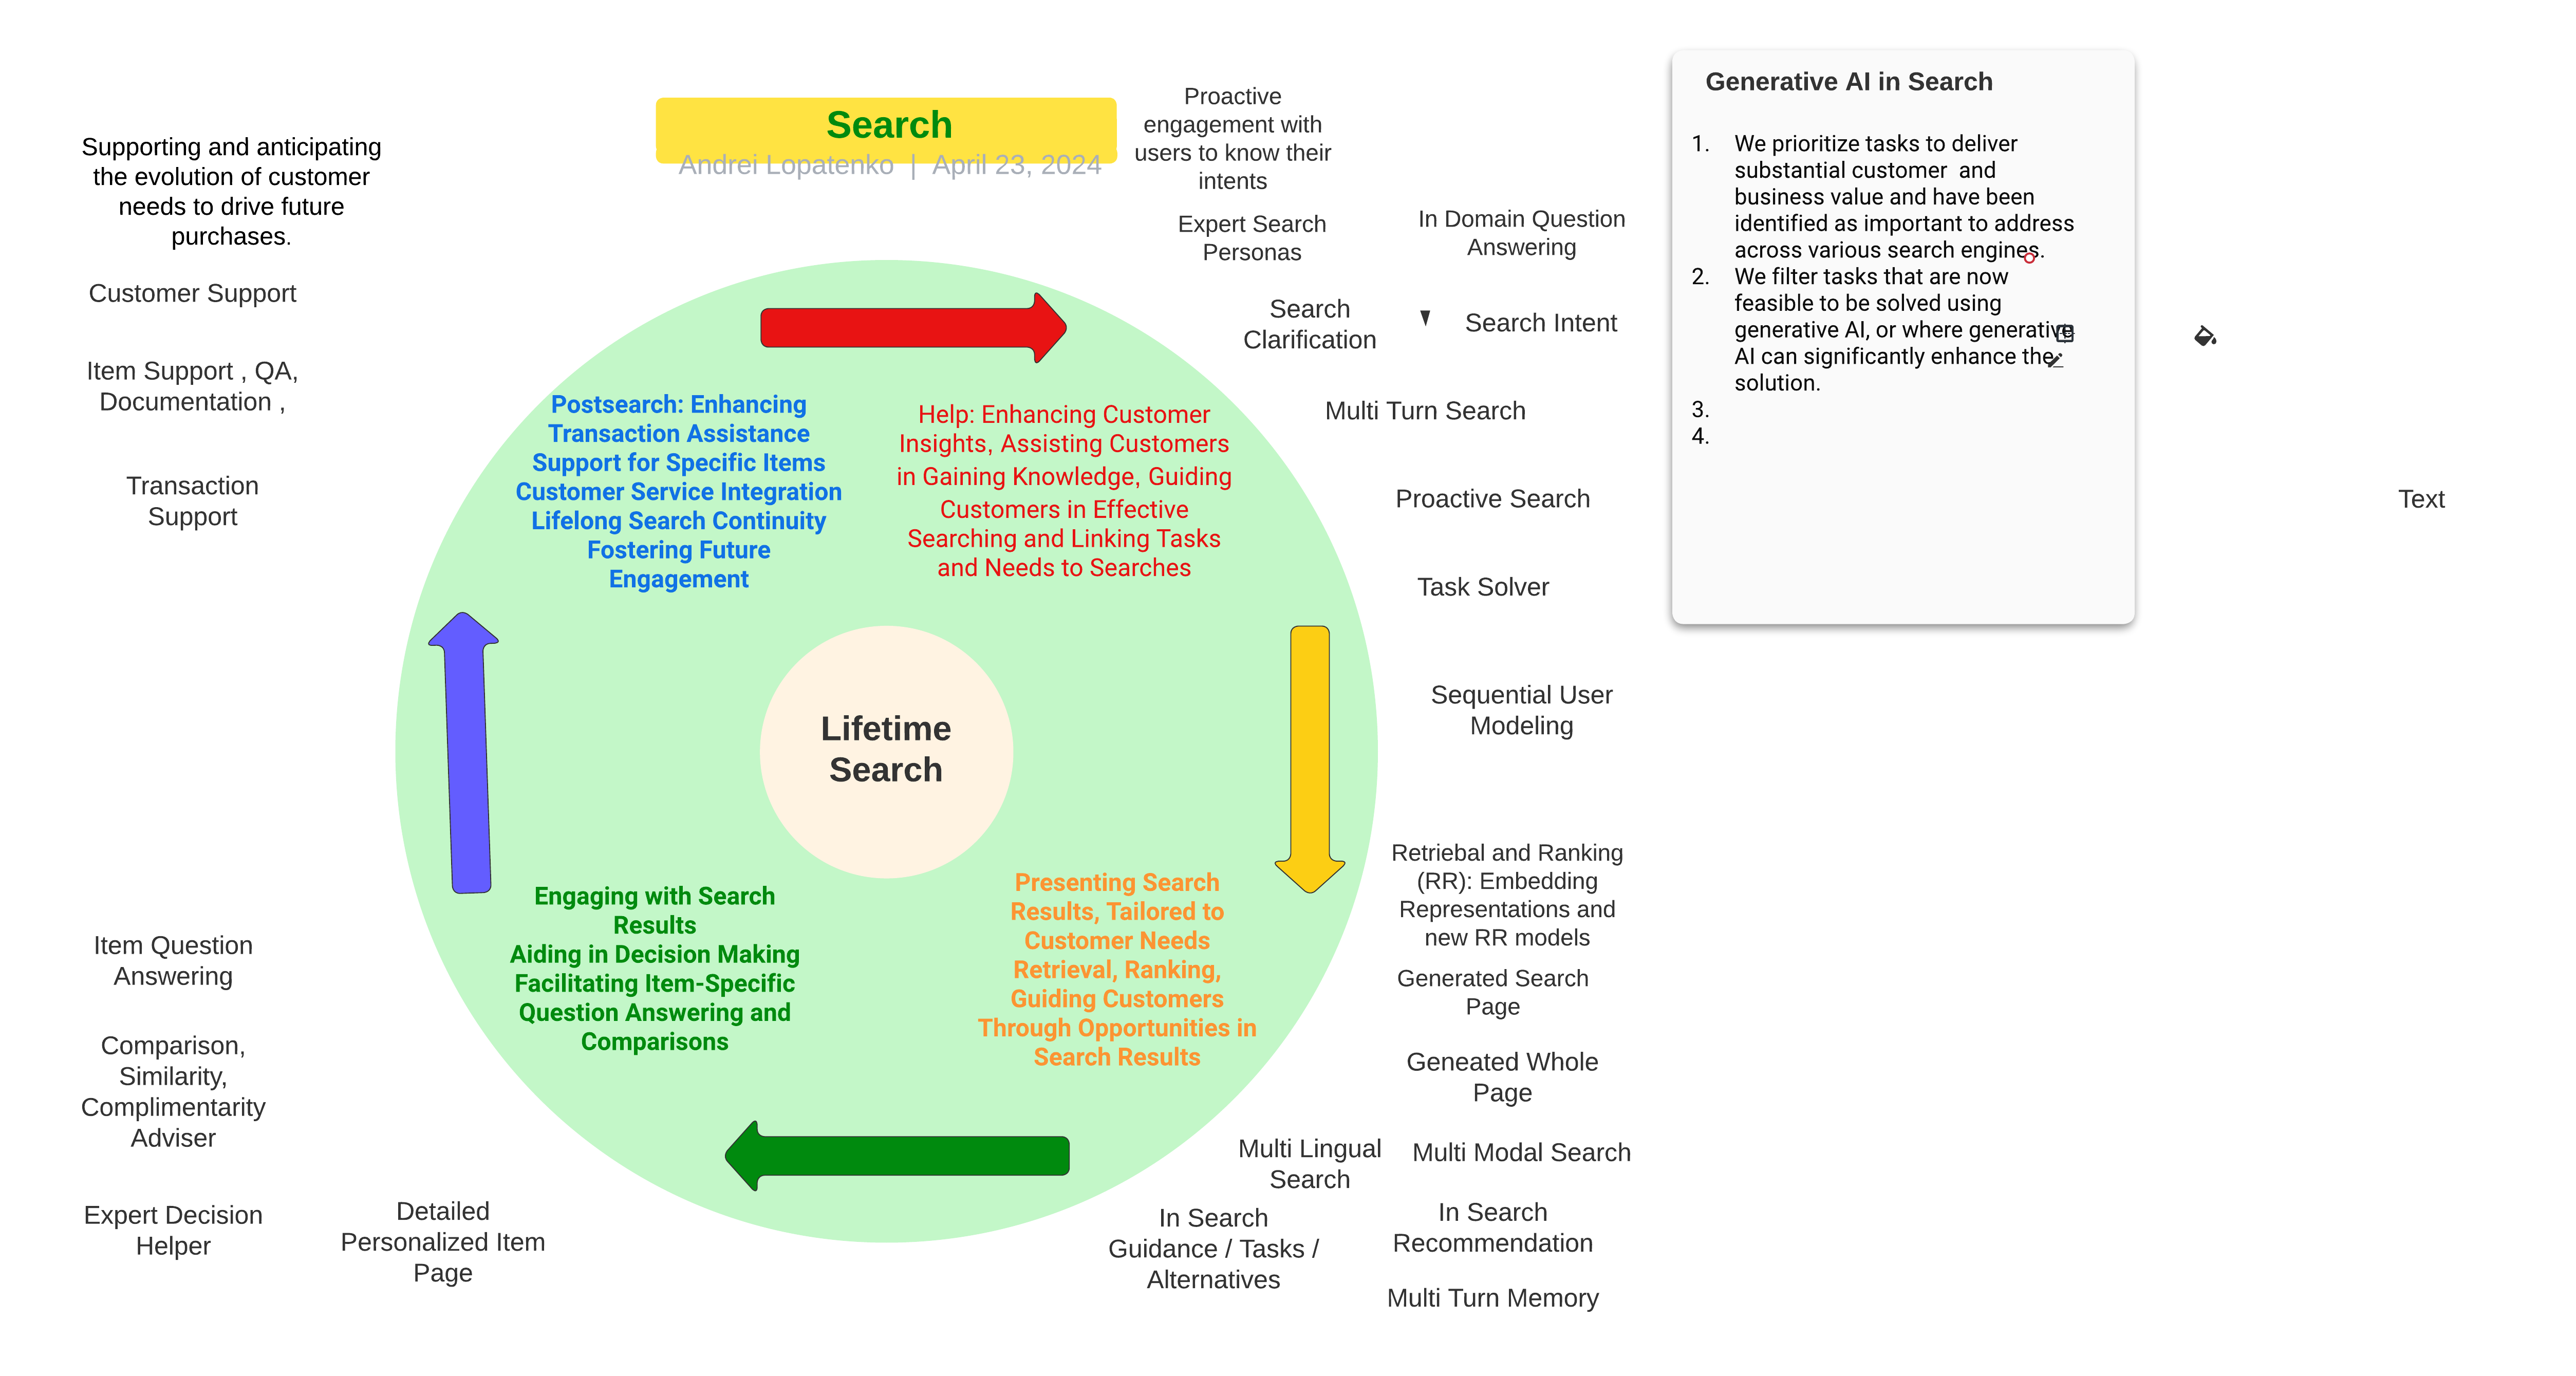 Search
Andrei Lopatenko | April 23, 2024
Supporting and anticipating
the evolution of customer
needs to drive future
purchases.
Customer Support
Item Support , QA,
Documentation ,
Transaction
Support
Postsearch: Enhancing
Transaction Assistance
Support for Specific Items
Customer Service Integration
Lifelong Search Continuity
Fostering Future
Engagement
Help: Enhancing Customer
Insights, Assisting Customers
in Gaining Knowledge, Guiding
Customers in Effective
Searching and Linking Tasks
and Needs to Searches
Proactive
engagement with
users to know their
intents
Expert Search
Personas
In Domain Question
Answering
Search
Clarification
Search Intent
Multi Turn Search
Proactive Search
Task Solver
Sequential User
Modeling
Lifetime
Search
Engaging with Search
Results
Aiding in Decision Making
Facilitating Item-Specific
Question Answering and
Comparisons
Presenting Search
Results, Tailored to
Customer Needs
Retrieval, Ranking,
Guiding Customers
Through Opportunities in
Search Results
Retriebal and Ranking
(RR): Embedding
Representations and
new RR models
Generated Search
Page
Geneated Whole
Page
Multi Lingual
Search
Multi Modal Search
In Search
Guidance / Tasks /
Alternatives
In Search
Recommendation
Multi Turn Memory
Item Question
Answering
Comparison,
Similarity,
Complimentarity
Adviser
Expert Decision
Helper
Detailed
Personalized Item
Page
Generative AI in Search
1. We prioritize tasks to deliver
substantial customer and
business value and have been
identified as important to address
across various search engines.
2. We filter tasks that are now
feasible to be solved using
generative AI, or where generative
AI can significantly enhance the
solution.
3.
4.
Text